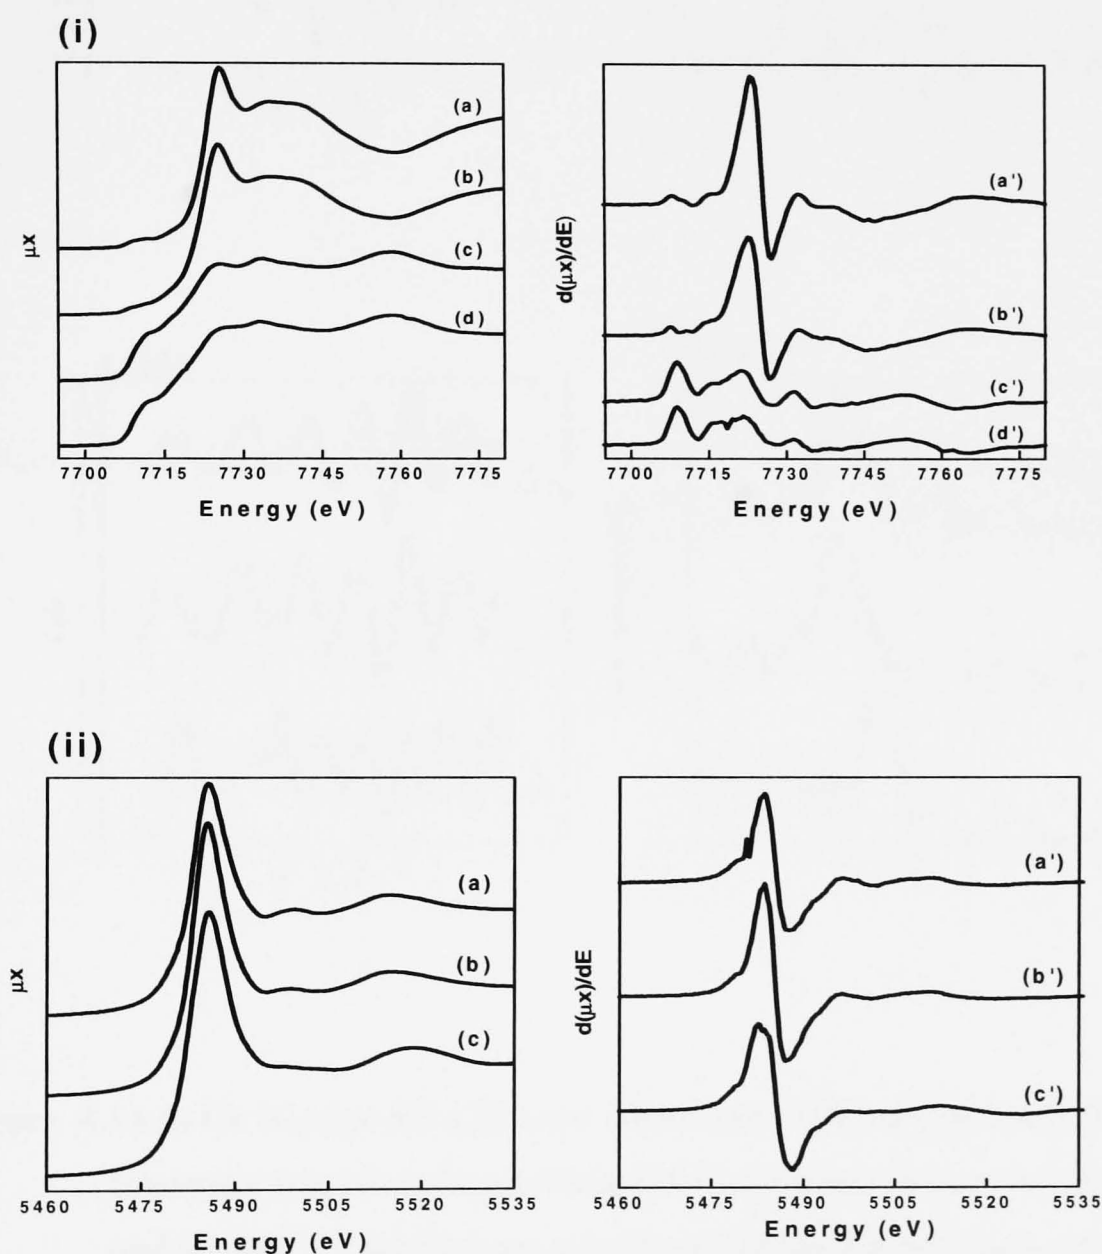 (i)
μx
(a)
(b)
(c)
(d)
7700 7715 7730 7745 7760 7775
Energy (eV)
d(μx)/dE)
(a')
(b')
(c')
(d')
7700 7715 7730 7745 7760 7775
Energy (eV)
(ii)
μx
(a)
(b)
(c)
5460 5475 5490 5505 5520 5535
Energy (eV)
d(μx)/dE
(a')
(b')
(c')
5460 5475 5490 5505 5520 5535
Energy (eV)